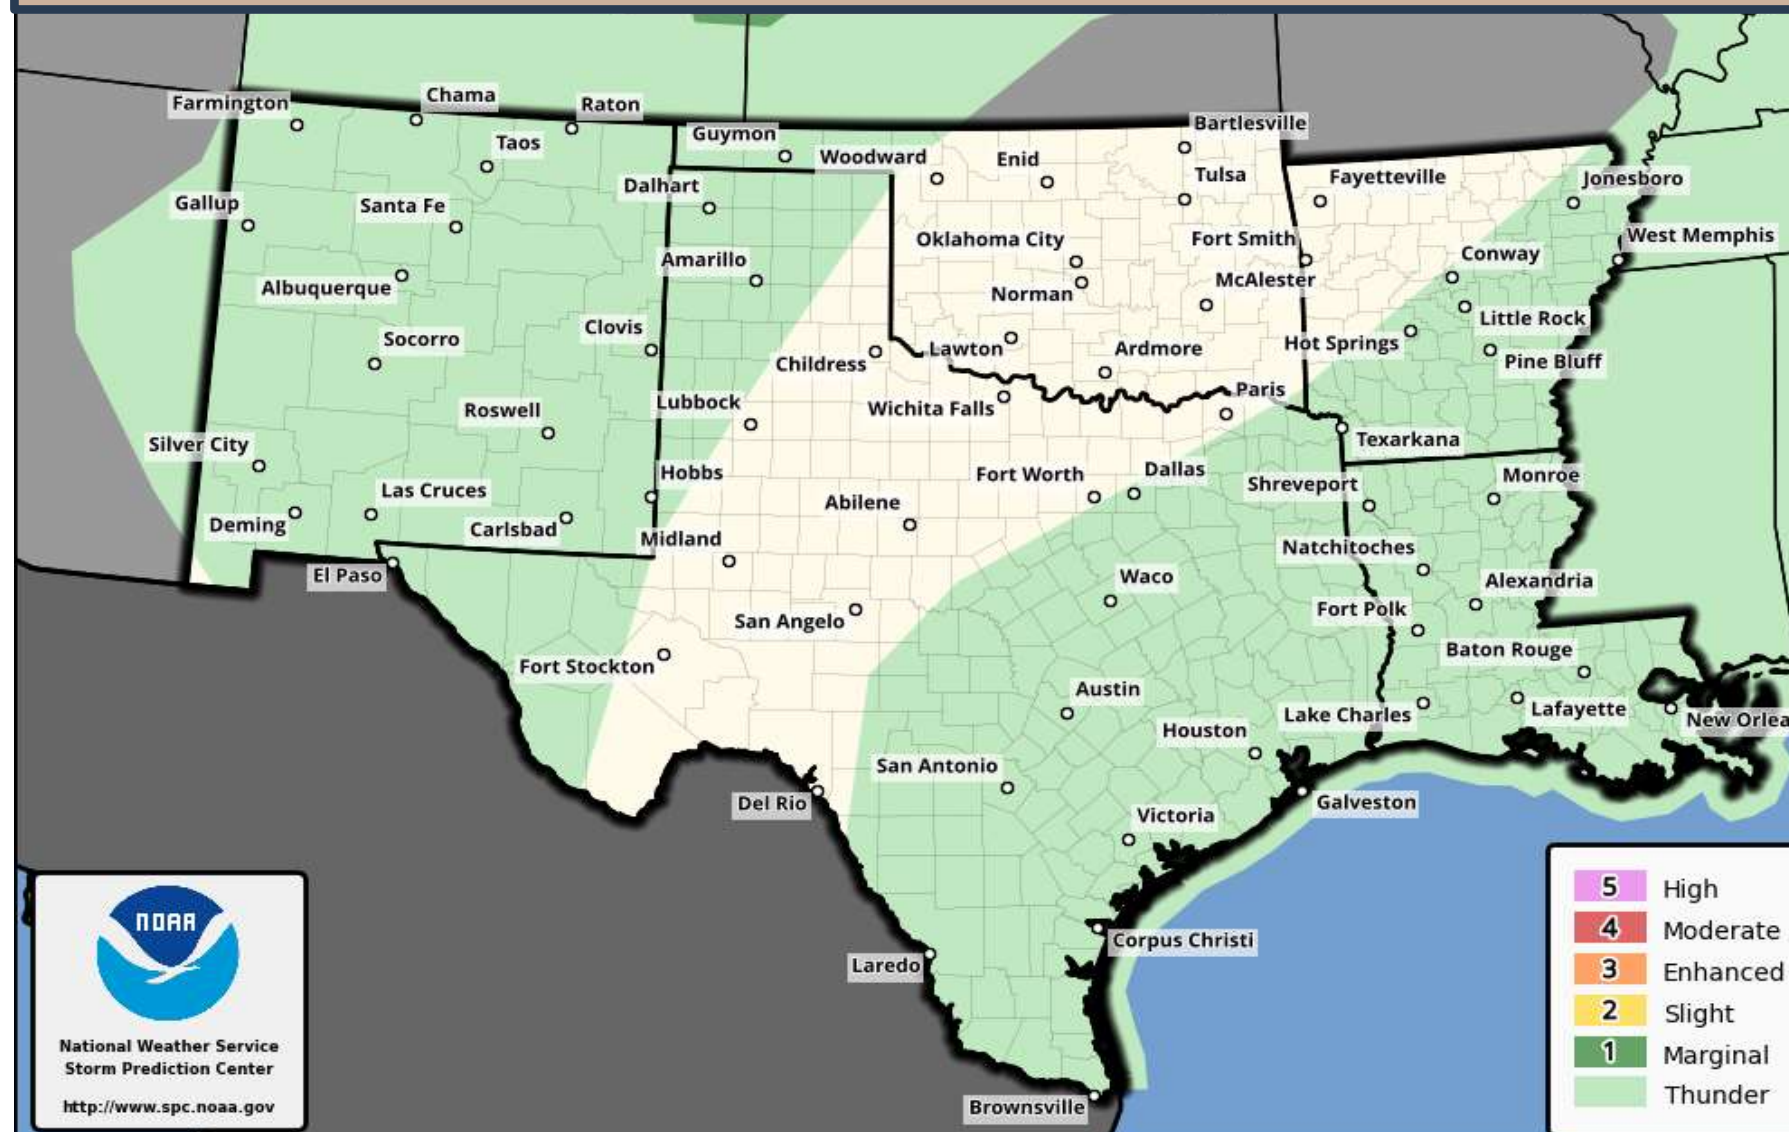 Farmington
Chama
Raton
Bartlesville
Guymon
Taos
Woodward
Enid
Tulsa
Fayetteville
Jonesboro
Dalhart
Gallup
Santa Fe
Oklahoma City
Fort Smith
West Memphis
Conway
Amarillo
McAlester
Albuquerque
Norman
Little Rock
Clovis
Socorro
Lawton
Ardmore
Hot Springs
Pine Bluff
Childress
Paris
Lubbock
Wichita Falls
Roswell
Texarkana
Silver City
Hobbs
Fort Worth
Dallas
Shreveport
Monroe
Las Cruces
Abilene
Deming
Carlsbad
Midland
Natchitoches
El Paso
Waco
Alexandria
San Angelo
Fort Polk
Baton Rouge
Fort Stockton
Austin
Lake Charles
Lafayette
New Orlea
Houston
San Antonio
Del Rio
Galveston
Victoria
Corpus Christi
Laredo
Brownsville
NOAA
National Weather Service
Storm Prediction Center
http://www.spc.noaa.gov
5 High
4 Moderate
3 Enhanced
2 Slight
1 Marginal
Thunder